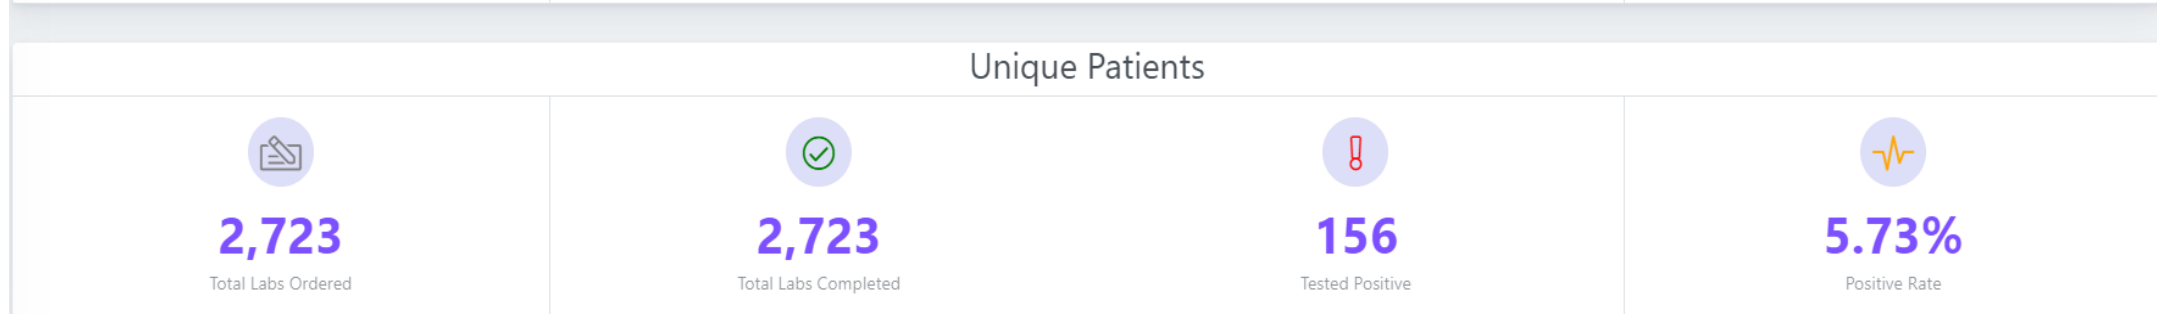 Unique Patients
2,723
Total Labs Ordered
2,723
Total Labs Completed
156
Tested Positive
5.73%
Positive Rate